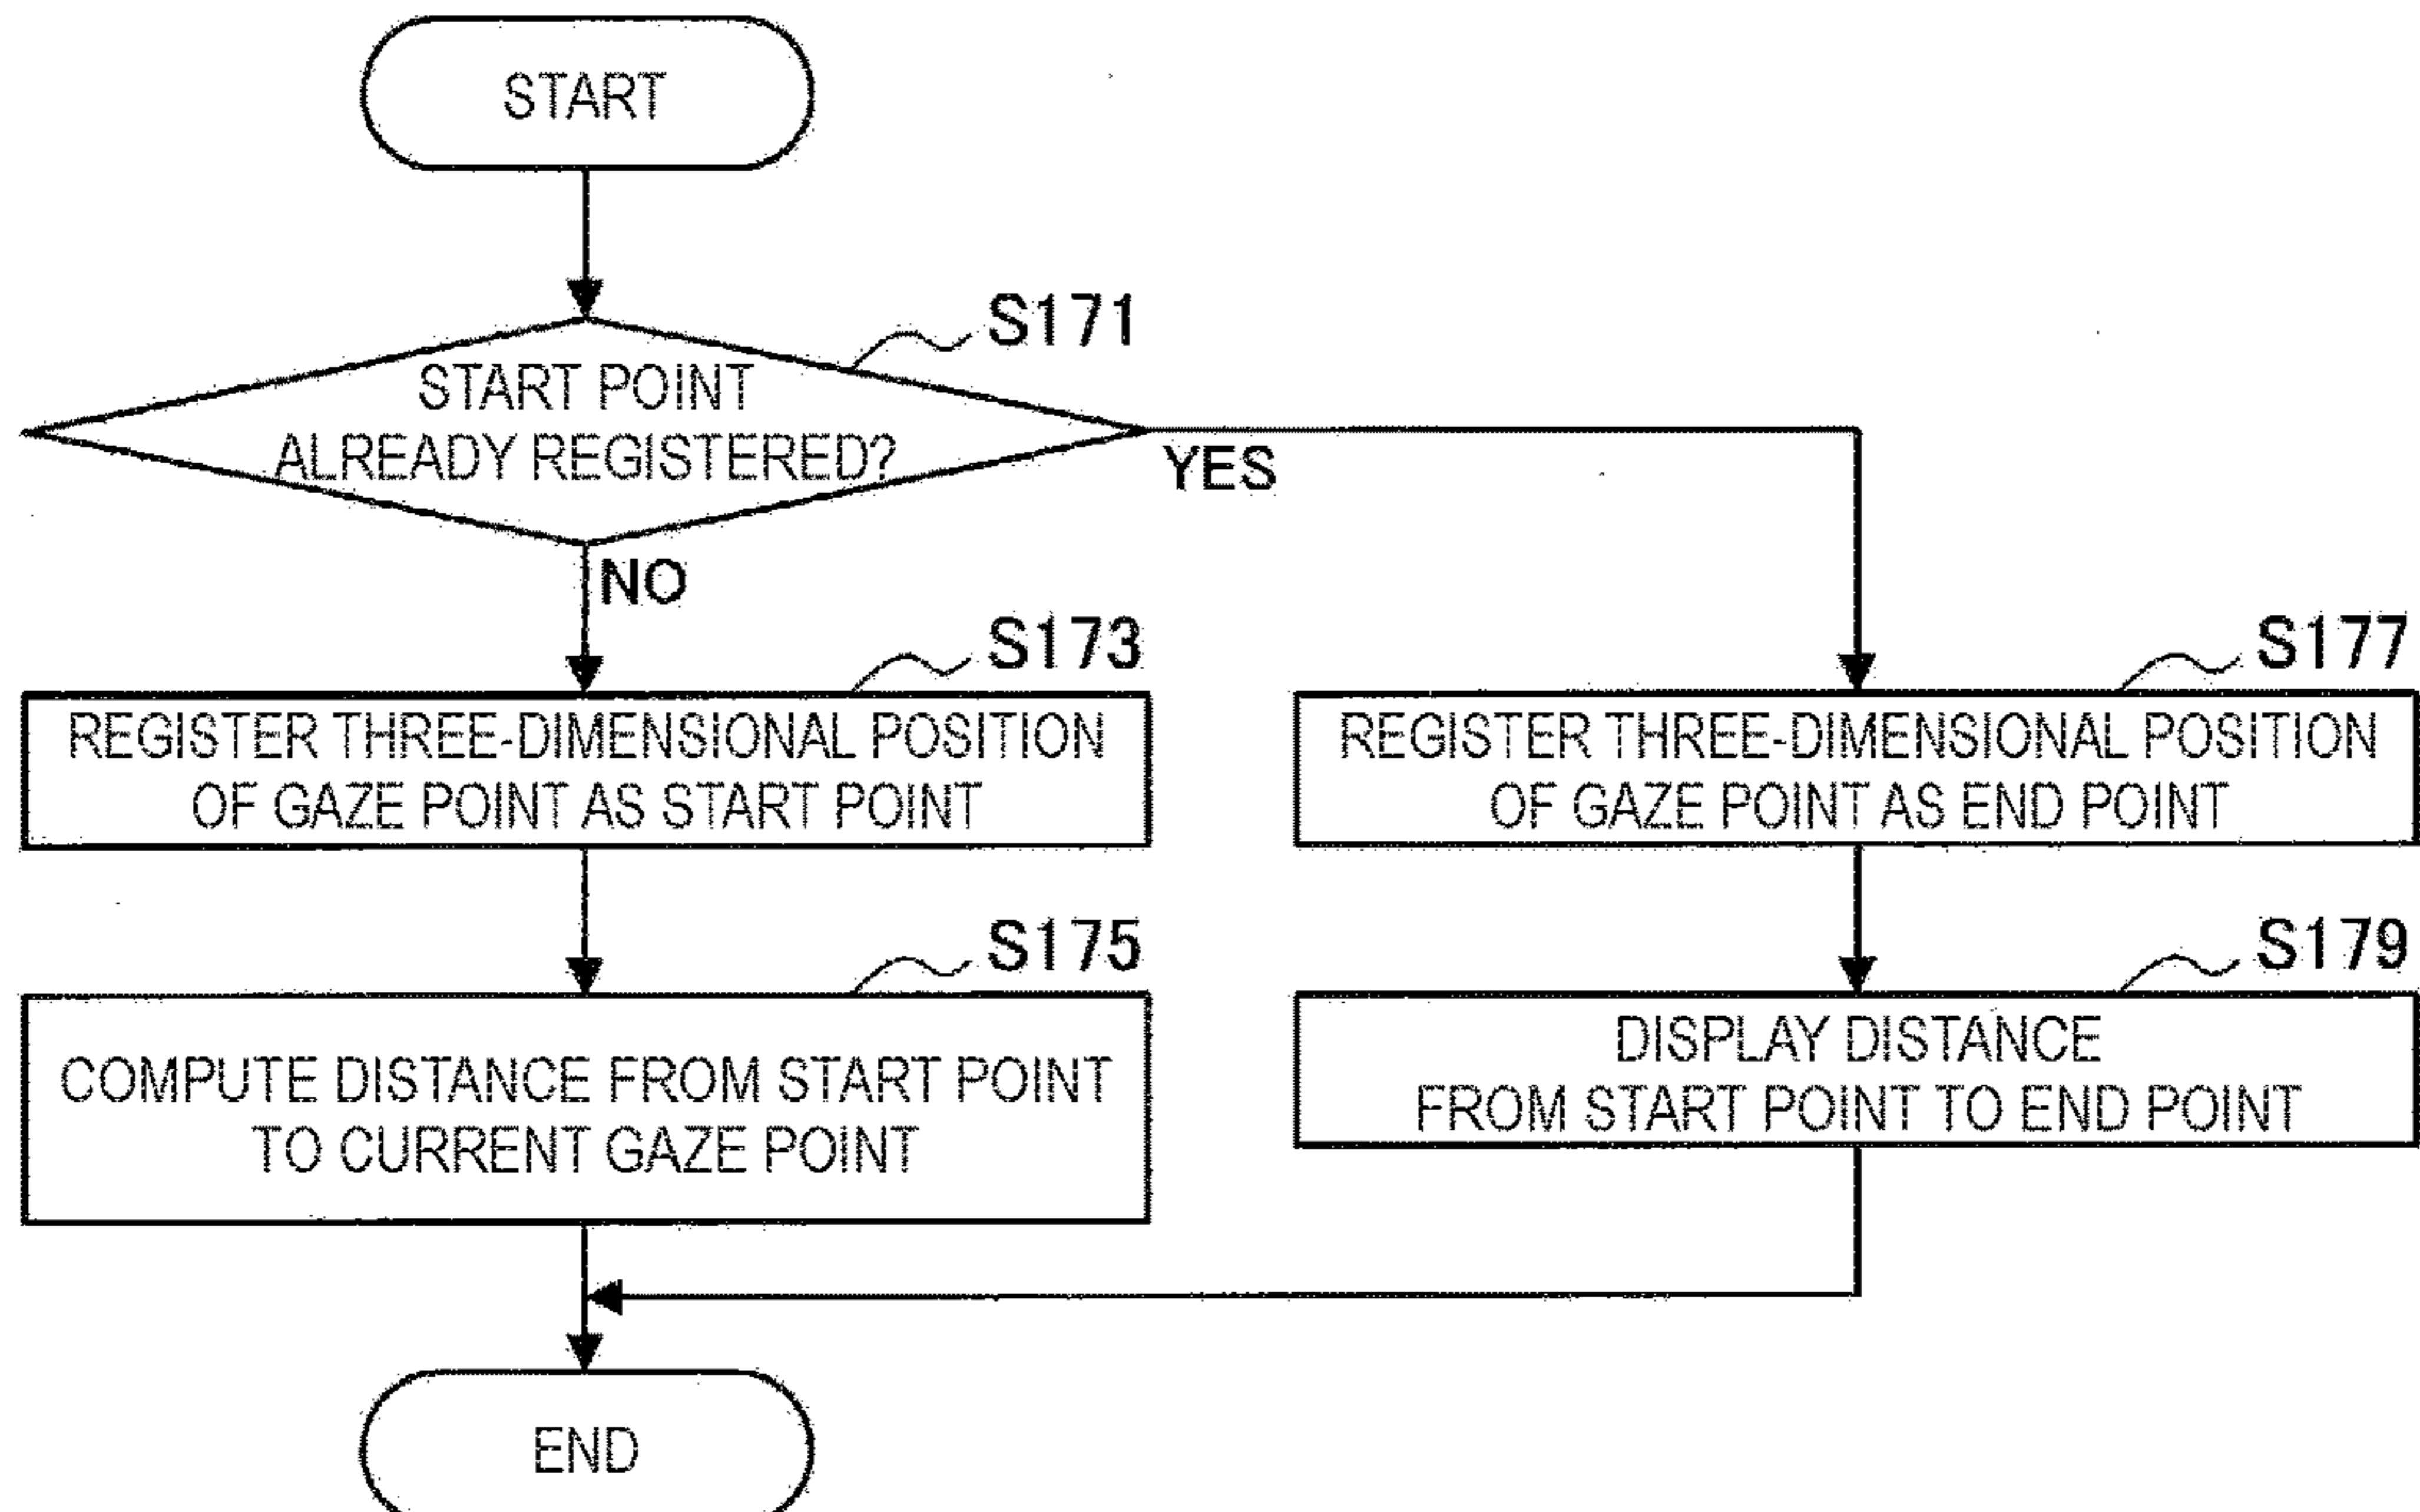 START
S171
START POINT
ALREADY REGISTERED?
YES
NO
S173
REGISTER THREE-DIMENSIONAL POSITION
OF GAZE POINT AS START POINT
S177
REGISTER THREE-DIMENSIONAL POSITION
OF GAZE POINT AS END POINT
S175
COMPUTE DISTANCE FROM START POINT
TO CURRENT GAZE POINT
S179
DISPLAY DISTANCE
FROM START POINT TO END POINT
END